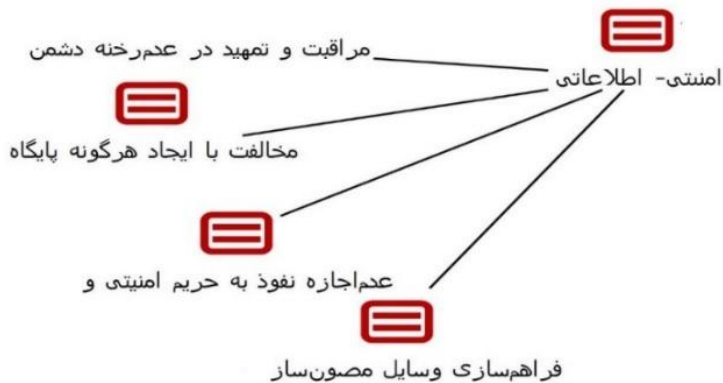 امنیتی- اطلاعاتی
مراقبت و تمهید در عدم‌رخنه دشمن
مخالفت با ایجاد هرگونه پایگاه
عدم‌اجازه نفوذ به حریم امنیتی و
فراهم‌سازی وسایل مصون‌ساز